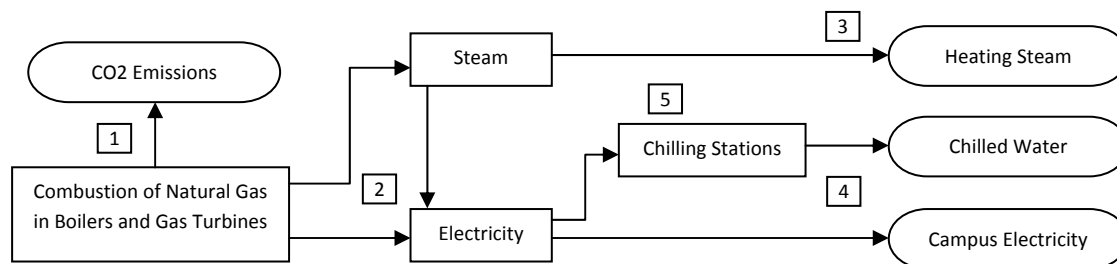 3
Steam
Heating Steam
CO2 Emissions
5
1
Chilling Stations
Chilled Water
Combustion of Natural Gas
in Boilers and Gas Turbines
2
4
Electricity
Campus Electricity